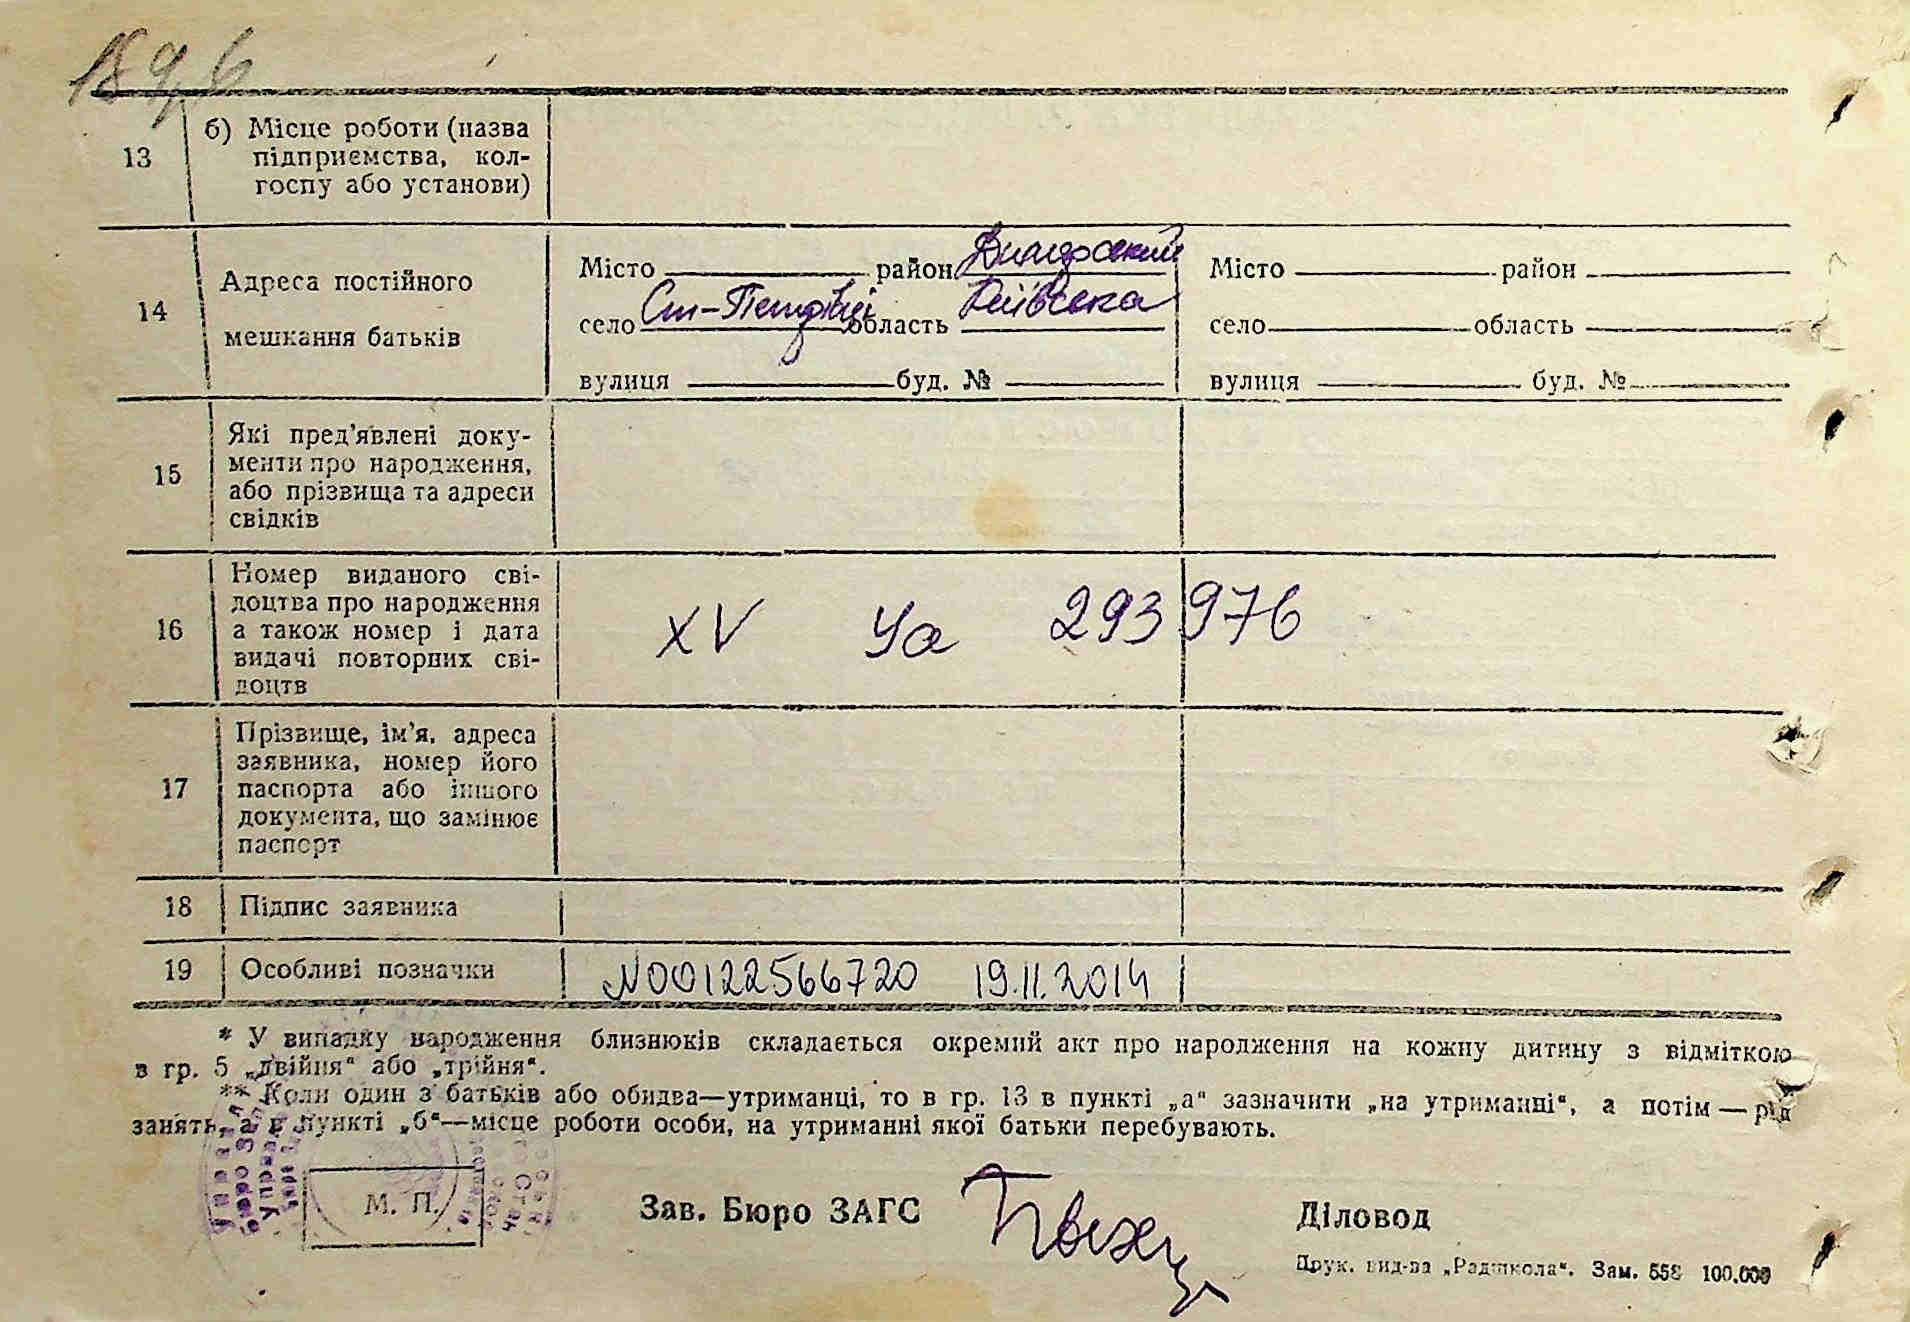 13
б) Місце роботи (назва
підприємства, кол-
госпу або установи)
14
Адреса постійного
мешкання батьків
Місто район Димерський
село Ст-Петрівці область Київська
вулиця буд. №
Місто район
село область
вулиця буд. №
15
Які пред'явлені доку-
менти про народження,
або прізвища та адреси
свідків
16
Номер виданого сві-
доцтва про народження
а також номер і дата
видачі повторних сві-
доцтв
XV Уа 293976
17
Прізвище, ім'я, адреса
заявника, номер його
паспорта або іншого
документа, що замінює
паспорт
18 Підпис заявника
19 Особливі позначки N00122566720 19.11.2014
* У випадку народження близнюків складається окремий акт про народження на кожну дитину з відміткою
в гр. 5 „двійня" або „трійня".
** Коли один з батьків або обидва—утриманці, то в гр. 13 в пункті „а" зазначити „на утриманні", а потім — рід
занять, а в пункті „б"—місце роботи особи, на утриманні якої батьки перебувають.
М. П.
Зав. Бюро ЗАГС
Діловод
Друк. вид-ва „Радшкола". Зам. 558 100.000